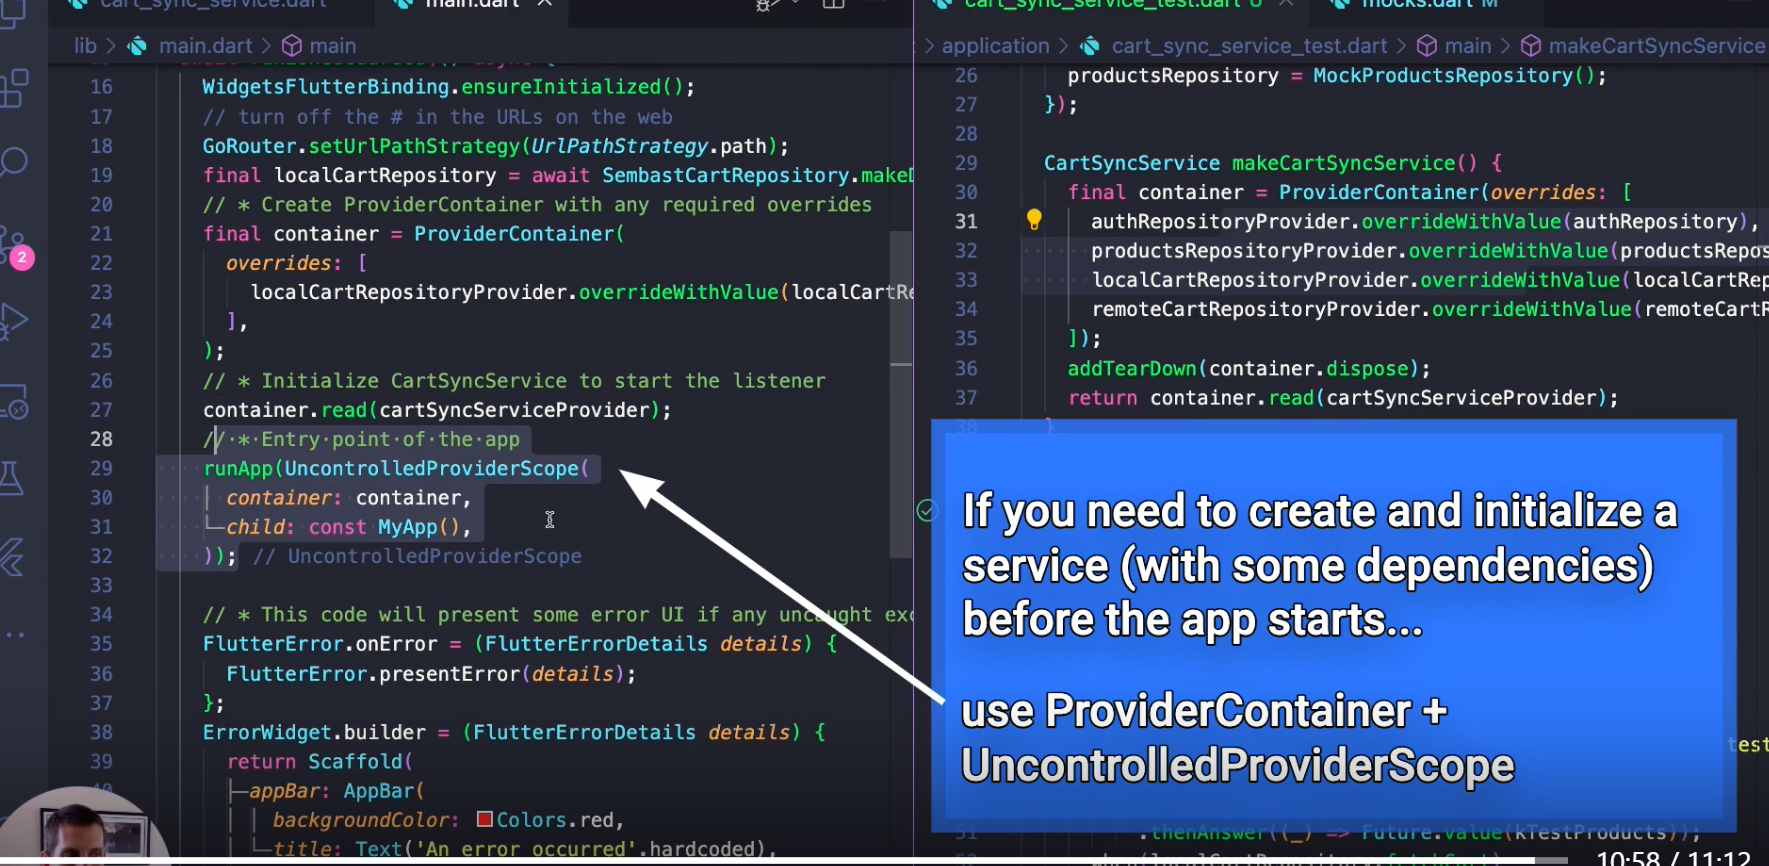 main.dart
lib > main.dart > main
16 WidgetsFlutterBinding.ensureInitialized();
17 // turn off the # in the URLs on the web
18 GoRouter.setUrlPathStrategy(UrlPathStrategy.path);
19 final localCartRepository = await SembastCartRepository.make
20 // * Create ProviderContainer with any required overrides
21 final container = ProviderContainer(
22 overrides: [
23 localCartRepositoryProvider.overrideWithValue(localCartRe
24 ],
25 );
26 // * Initialize CartSyncService to start the listener
27 container.read(cartSyncServiceProvider);
28 // * Entry point of the app
29 runApp(UncontrolledProviderScope(
30 container: container,
31 child: const MyApp(),
32 )); // UncontrolledProviderScope
33
34 // * This code will present some error UI if any uncaught exc
35 FlutterError.onError = (FlutterErrorDetails details) {
36 FlutterError.presentError(details);
37 };
38 ErrorWidget.builder = (FlutterErrorDetails details) {
39 return Scaffold(
40 appBar: AppBar(
backgroundColor: Colors.red,
title: Text('An error occurred'.hardcoded),
2
cart_sync_service_test.dart U
mocks.dart M
> application > cart_sync_service_test.dart > main > makeCartSyncService
26 productsRepository = MockProductsRepository();
27 });
28
29 CartSyncService makeCartSyncService() {
30 final container = ProviderContainer(overrides: [
31 authRepositoryProvider.overrideWithValue(authRepository),
32 productsRepositoryProvider.overrideWithValue(productsRepos
33 localCartRepositoryProvider.overrideWithValue(localCartRep
34 remoteCartRepositoryProvider.overrideWithValue(remoteCartR
35 ]);
36 addTearDown(container.dispose);
37 return container.read(cartSyncServiceProvider);
38 }
If you need to create and initialize a
service (with some dependencies)
before the app starts...
use ProviderContainer +
UncontrolledProviderScope
test
51 .thenAnswer((_) => Future.value(kTestProducts));
10:58 / 11:12